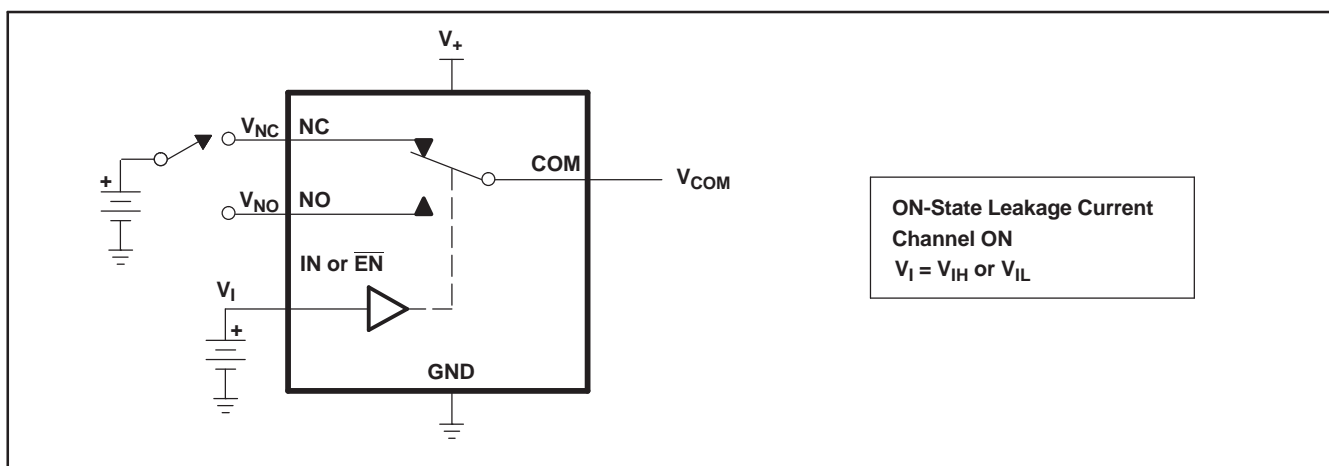 V+
VNC NC
COM
VCOM
+
VNO NO
IN or EN
VI
+
GND
ON-State Leakage Current
Channel ON
VI = VIH or VIL